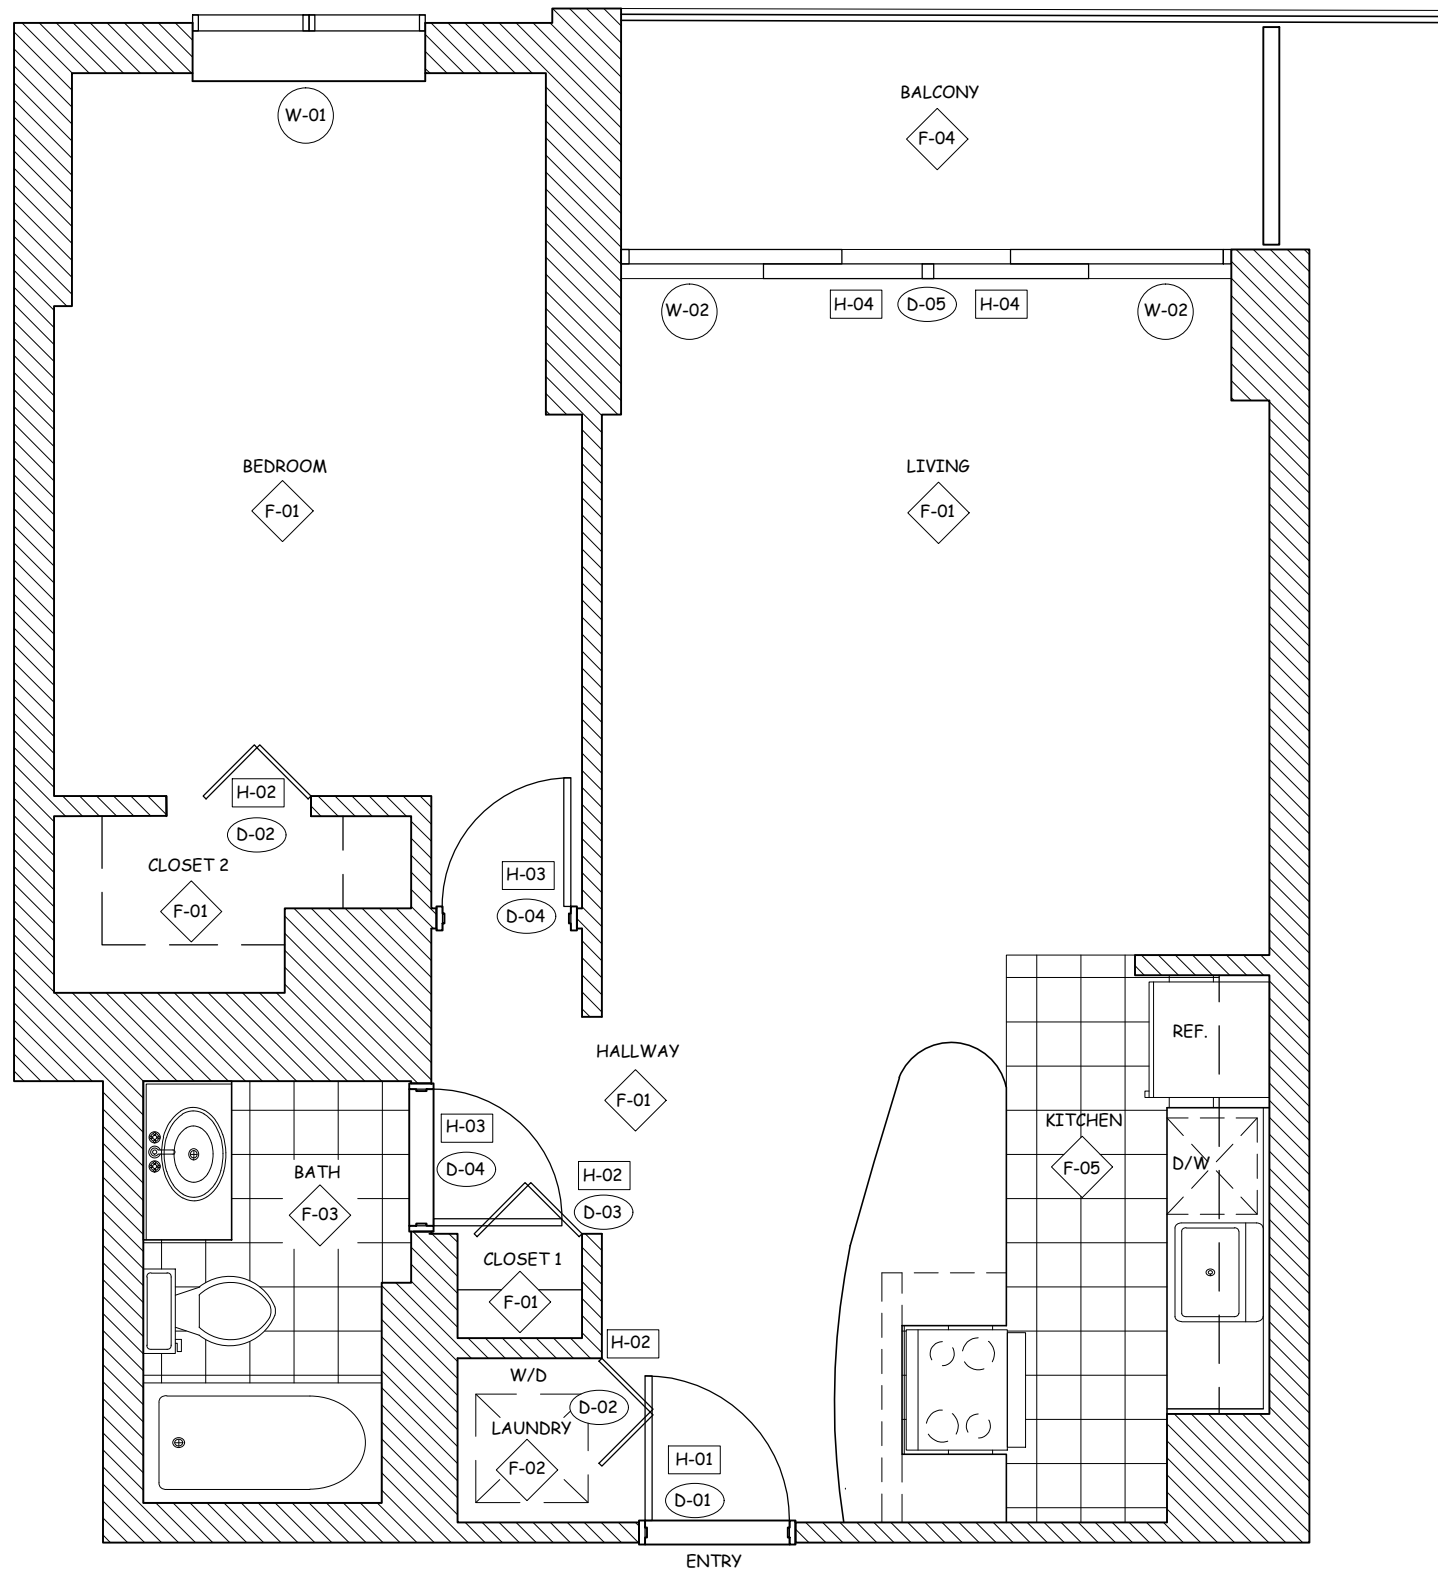 BALCONY
F-04
W-01
W-02
H-04
D-05
H-04
W-02
BEDROOM
F-01
LIVING
F-01
H-02
D-02
CLOSET 2
F-01
H-03
D-04
HALLWAY
F-01
REF.
KITCHEN
F-05
D/W
H-03
D-04
BATH
F-03
H-02
D-03
CLOSET 1
F-01
H-02
W/D
D-02
LAUNDRY
F-02
H-01
D-01
ENTRY